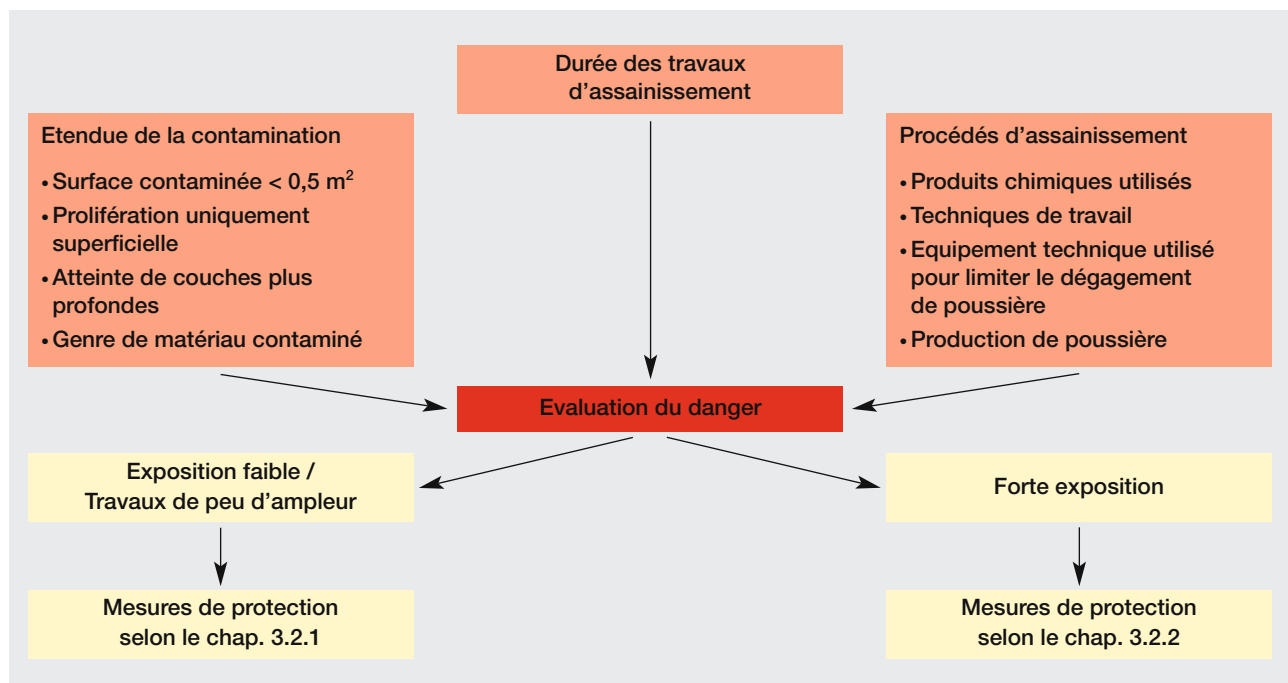 Durée des travaux
d’assainissement
Etendue de la contamination
• Surface contaminée < 0,5 m²
• Prolifération uniquement
superficielle
• Atteinte de couches plus
profondes
• Genre de matériau contaminé
Procédés d’assainissement
• Produits chimiques utilisés
• Techniques de travail
• Equipement technique utilisé
pour limiter le dégagement
de poussière
• Production de poussière
Evaluation du danger
Exposition faible /
Travaux de peu d’ampleur
Forte exposition
Mesures de protection
selon le chap. 3.2.1
Mesures de protection
selon le chap. 3.2.2